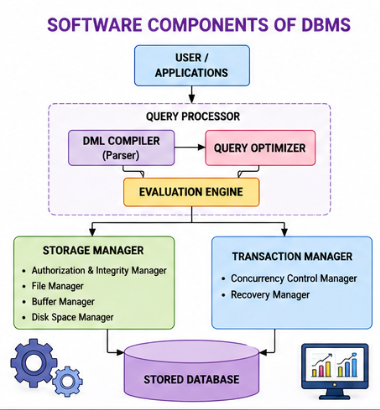 SOFTWARE COMPONENTS OF DBMS
USER /
APPLICATIONS
QUERY PROCESSOR
DML COMPILER
(Parser)
QUERY OPTIMIZER
EVALUATION ENGINE
STORAGE MANAGER
• Authorization & Integrity Manager
• File Manager
• Buffer Manager
• Disk Space Manager
TRANSACTION MANAGER
• Concurrency Control Manager
• Recovery Manager
STORED DATABASE